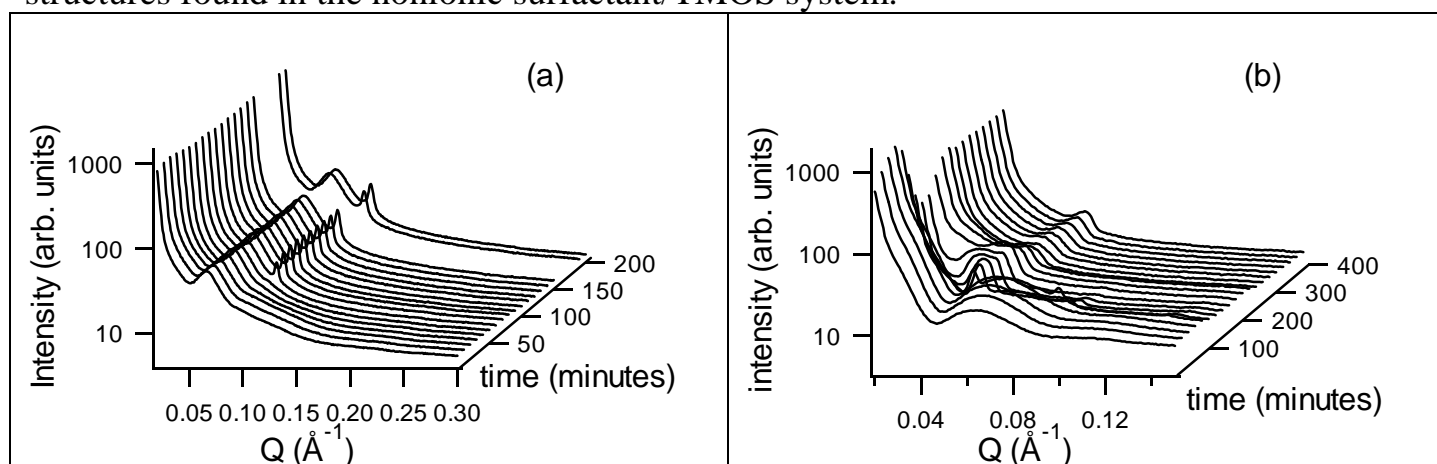 structures found in the nonionic surfactant/TMOS system.
(a)
Intensity (arb. units)
1000
100
10
200
150
100
50
time (minutes)
0.05 0.10 0.15 0.20 0.25 0.30
Q (Å-1)
(b)
intensity (arb. units)
1000
100
10
400
300
200
100
time (minutes)
0.04 0.08 0.12
Q (Å-1)